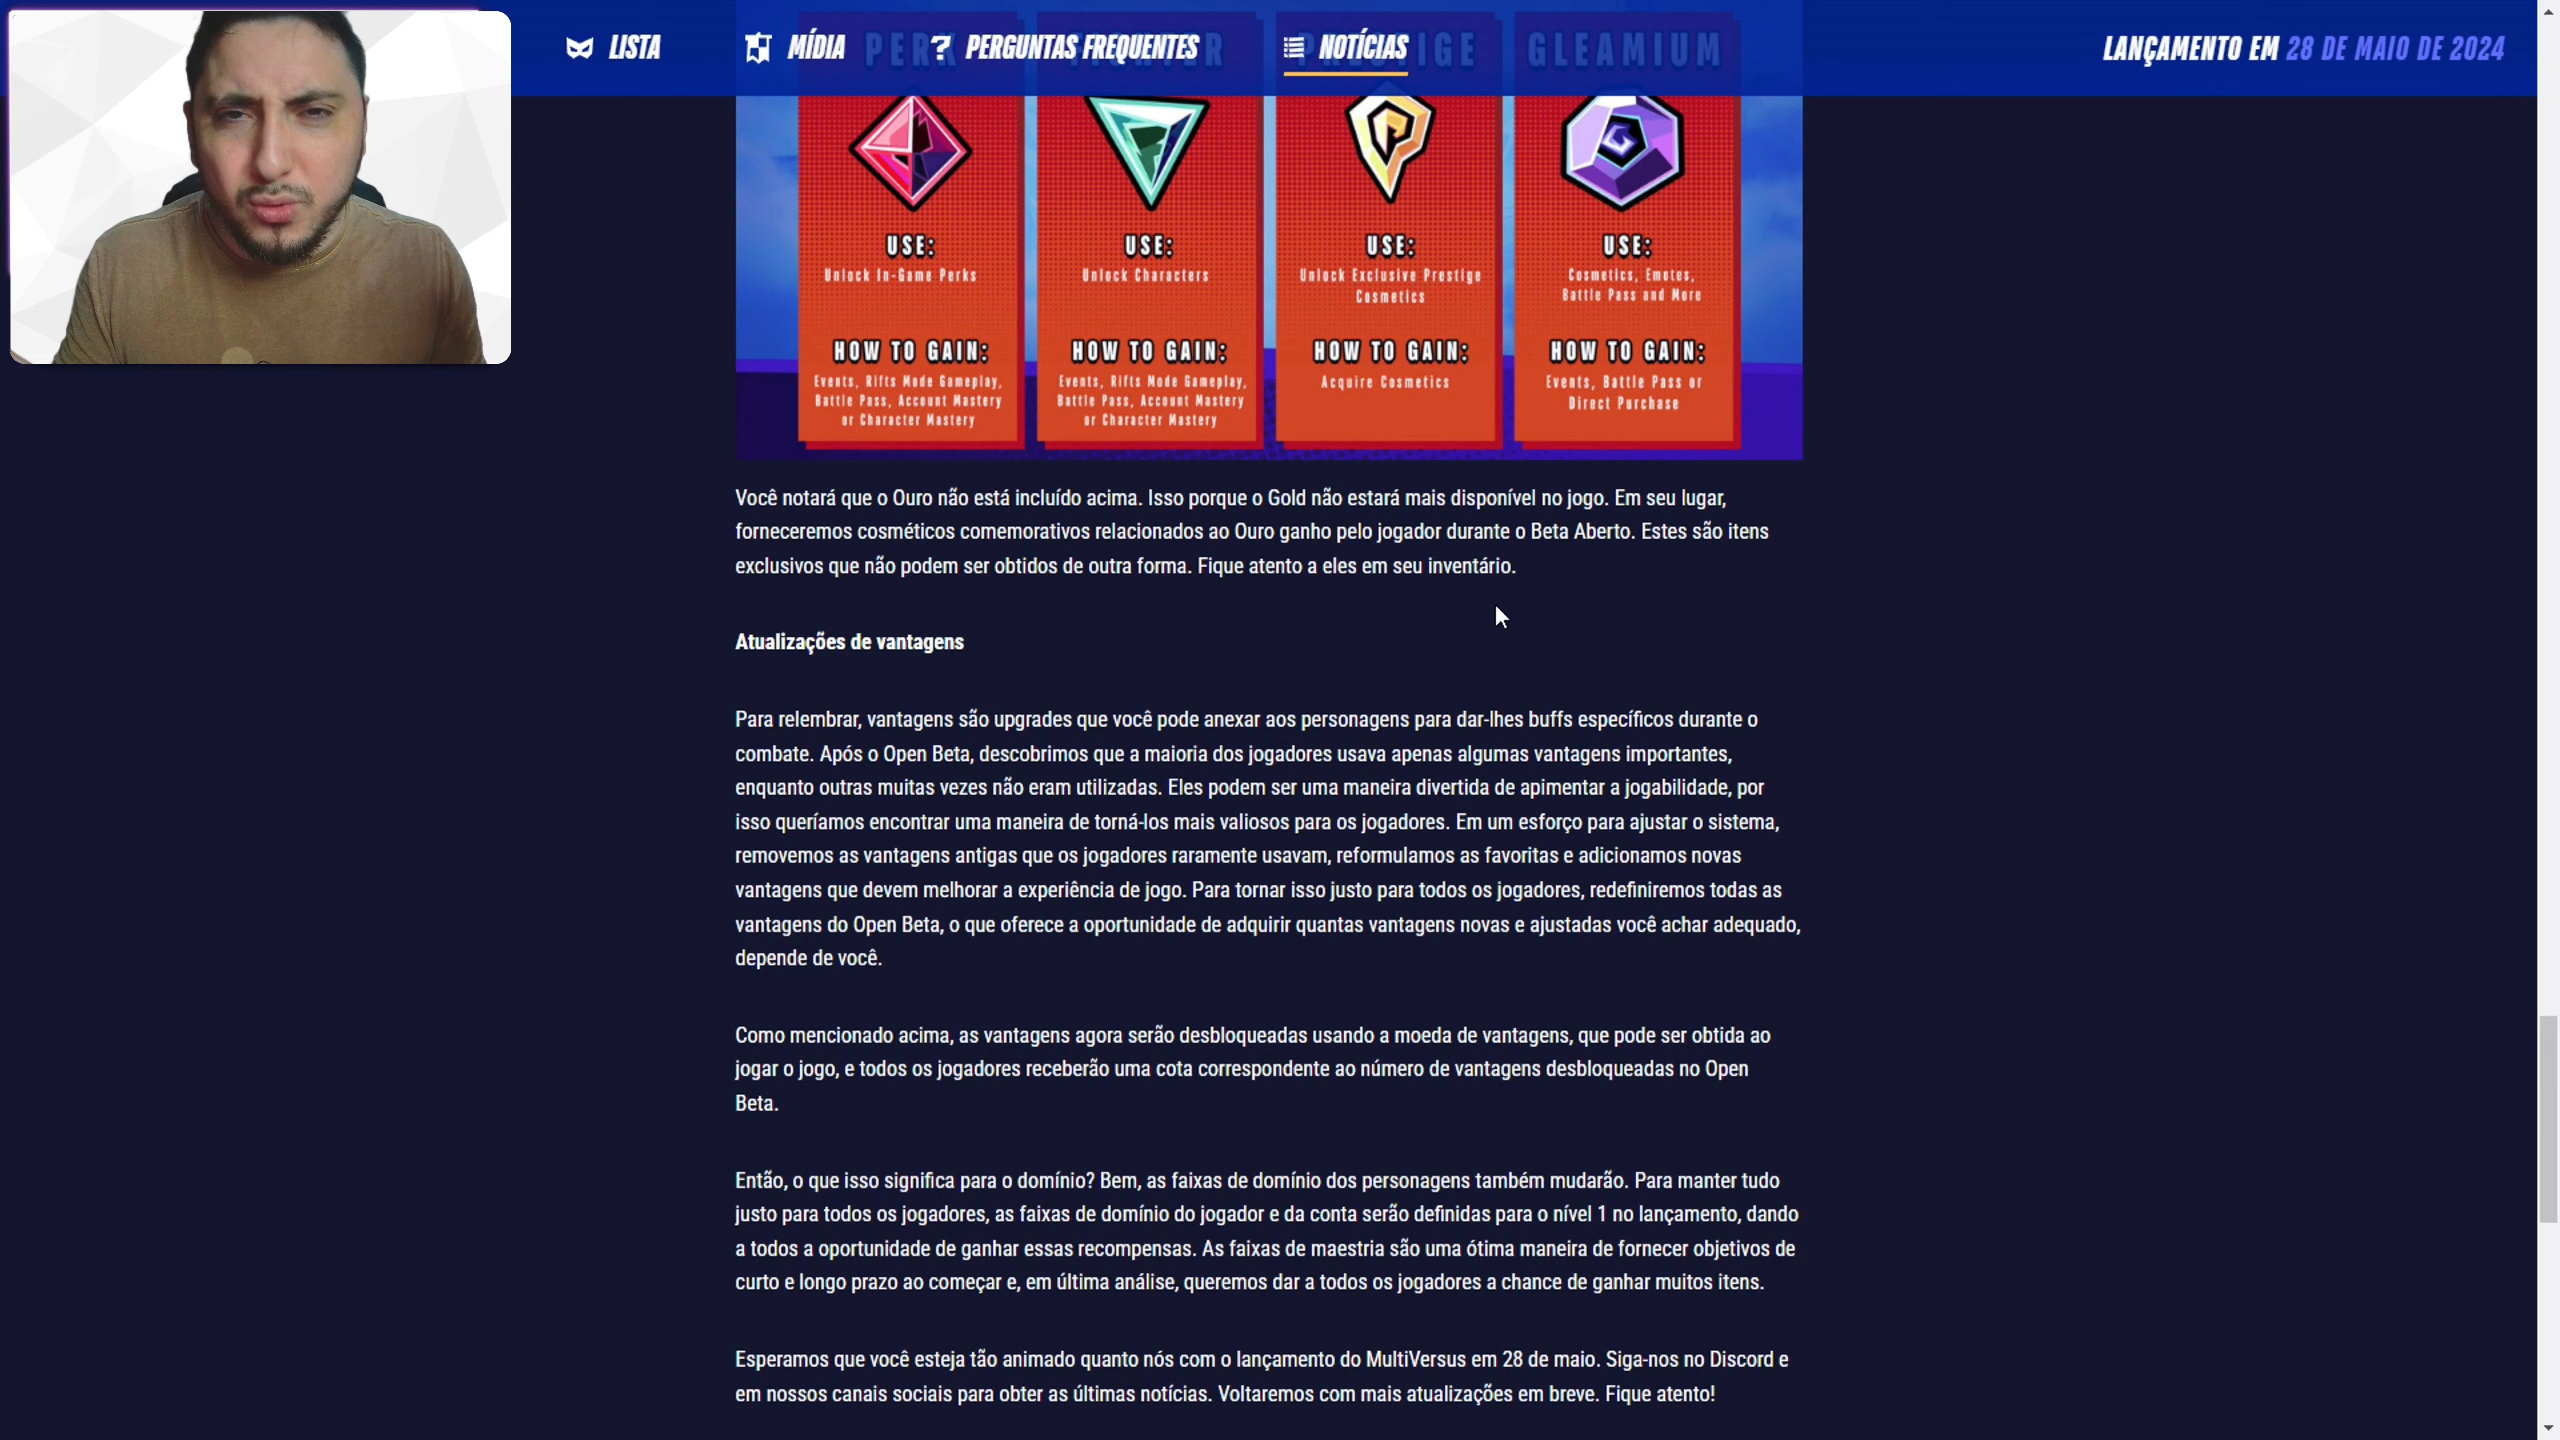 LISTA
MÍDIA
PERGUNTAS FREQUENTES
NOTÍCIAS
LANÇAMENTO EM 28 DE MAIO DE 2024
GLEAMIUM
USE:
Unlock In-Game Perks
HOW TO GAIN:
Events, Rifts Mode Gameplay,
Battle Pass, Account Mastery
or Character Mastery
USE:
Unlock Characters
HOW TO GAIN:
Events, Rifts Mode Gameplay,
Battle Pass, Account Mastery
or Character Mastery
USE:
Unlock Exclusive Prestige
Cosmetics
HOW TO GAIN:
Acquire Cosmetics
USE:
Cosmetics, Emotes,
Battle Pass and More
HOW TO GAIN:
Events, Battle Pass or
Direct Purchase
Você notará que o Ouro não está incluído acima. Isso porque o Gold não estará mais disponível no jogo. Em seu lugar,
forneceremos cosméticos comemorativos relacionados ao Ouro ganho pelo jogador durante o Beta Aberto. Estes são itens
exclusivos que não podem ser obtidos de outra forma. Fique atento a eles em seu inventário.
Atualizações de vantagens
Para relembrar, vantagens são upgrades que você pode anexar aos personagens para dar-lhes buffs específicos durante o
combate. Após o Open Beta, descobrimos que a maioria dos jogadores usava apenas algumas vantagens importantes,
enquanto outras muitas vezes não eram utilizadas. Eles podem ser uma maneira divertida de apimentar a jogabilidade, por
isso queríamos encontrar uma maneira de torná-los mais valiosos para os jogadores. Em um esforço para ajustar o sistema,
removemos as vantagens antigas que os jogadores raramente usavam, reformulamos as favoritas e adicionamos novas
vantagens que devem melhorar a experiência de jogo. Para tornar isso justo para todos os jogadores, redefiniremos todas as
vantagens do Open Beta, o que oferece a oportunidade de adquirir quantas vantagens novas e ajustadas você achar adequado,
depende de você.
Como mencionado acima, as vantagens agora serão desbloqueadas usando a moeda de vantagens, que pode ser obtida ao
jogar o jogo, e todos os jogadores receberão uma cota correspondente ao número de vantagens desbloqueadas no Open
Beta.
Então, o que isso significa para o domínio? Bem, as faixas de domínio dos personagens também mudarão. Para manter tudo
justo para todos os jogadores, as faixas de domínio do jogador e da conta serão definidas para o nível 1 no lançamento, dando
a todos a oportunidade de ganhar essas recompensas. As faixas de maestria são uma ótima maneira de fornecer objetivos de
curto e longo prazo ao começar e, em última análise, queremos dar a todos os jogadores a chance de ganhar muitos itens.
Esperamos que você esteja tão animado quanto nós com o lançamento do MultiVersus em 28 de maio. Siga-nos no Discord e
em nossos canais sociais para obter as últimas notícias. Voltaremos com mais atualizações em breve. Fique atento!